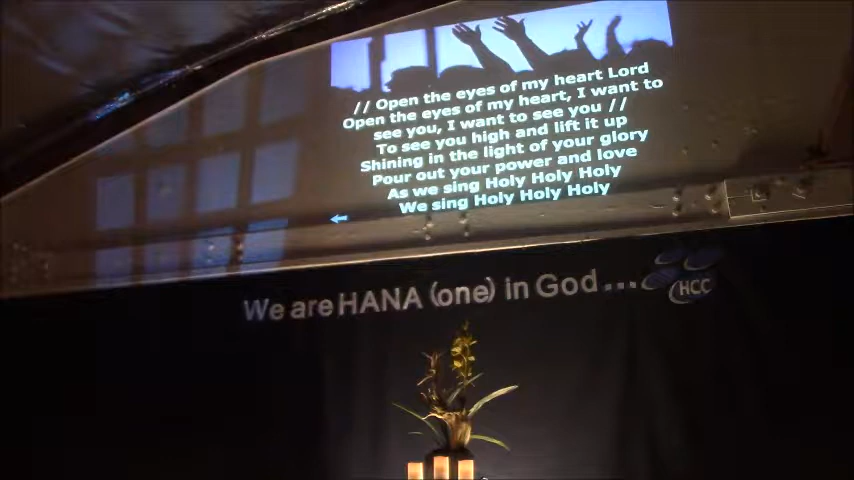 // Open the eyes of my heart Lord
Open the eyes of my heart, I want to
see you, I want to see you //
To see you high and lift it up
Shining in the light of your glory
Pour out your power and love
As we sing Holy Holy Holy
We sing Holy Holy Holy
We are HANA (one) in God...
HCC